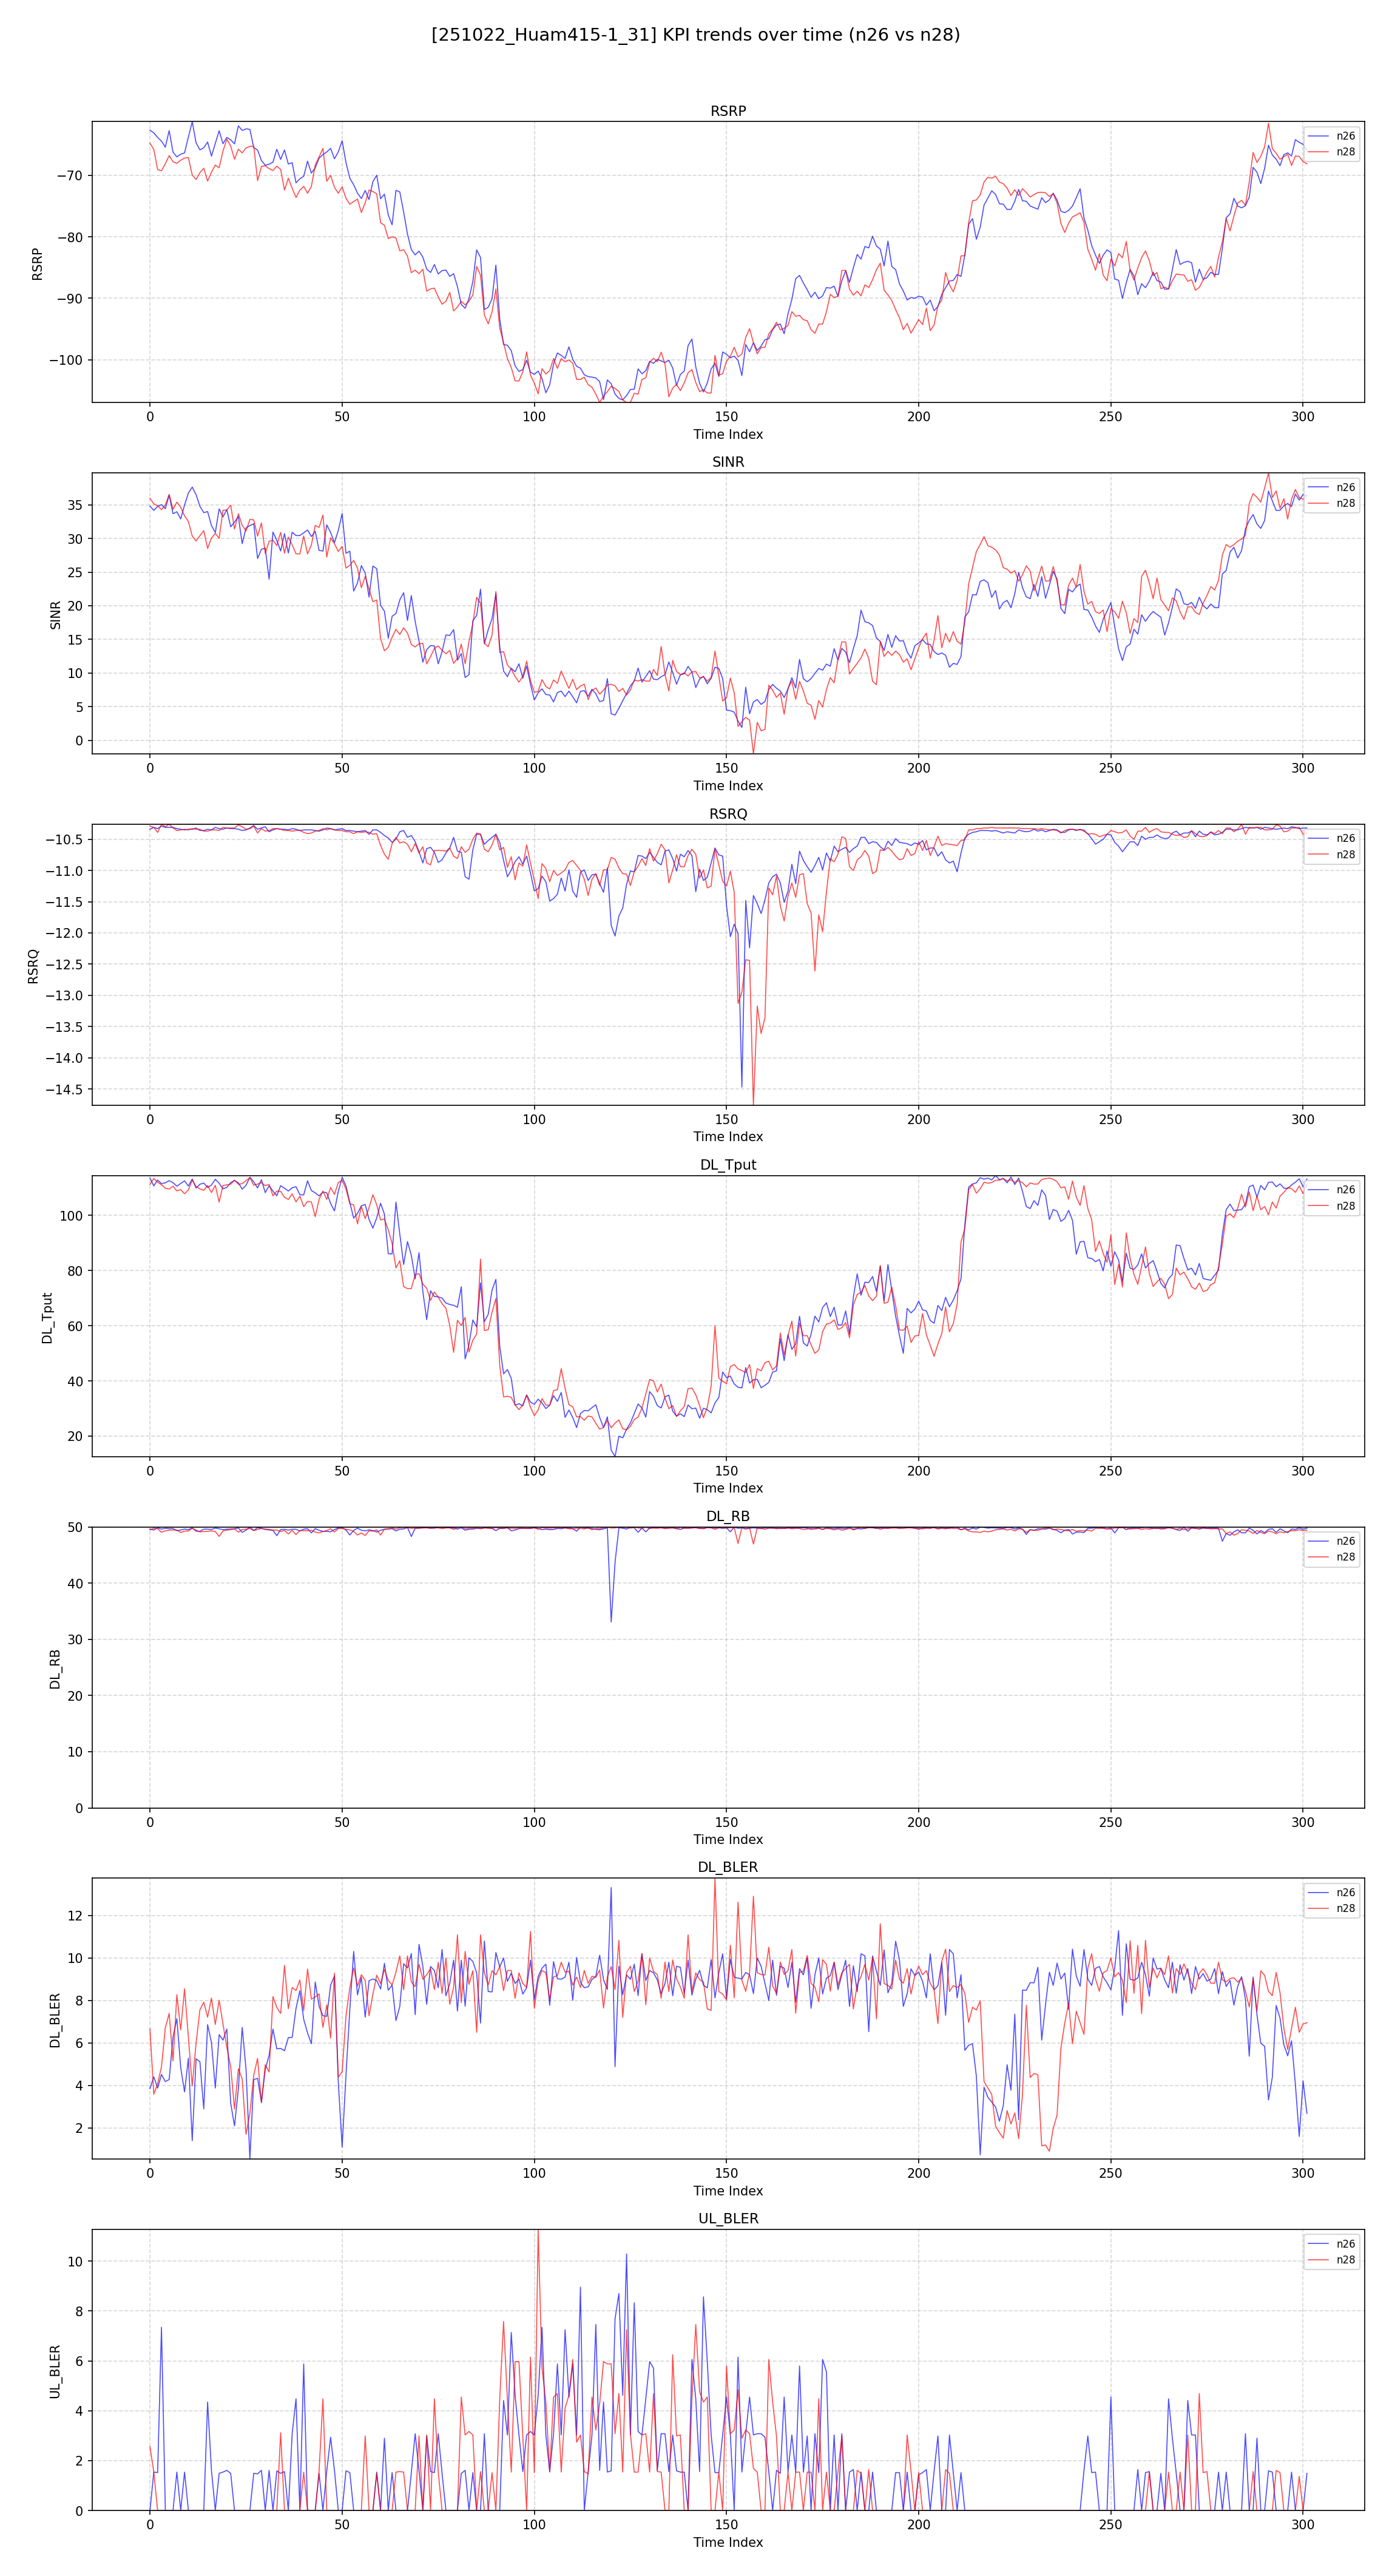 [251022_Huam415-1_31] KPI trends over time (n26 vs n28)
RSRP
n26
n28
−70
−80
−90
−100
RSRP
0 50 100 150 200 250 300
Time Index
SINR
n26
n28
35
30
25
20
15
10
5
0
SINR
0 50 100 150 200 250 300
Time Index
RSRQ
n26
n28
−10.5
−11.0
−11.5
−12.0
−12.5
−13.0
−13.5
−14.0
−14.5
RSRQ
0 50 100 150 200 250 300
Time Index
DL_Tput
n26
n28
100
80
60
40
20
DL_Tput
0 50 100 150 200 250 300
Time Index
DL_RB
n26
n28
50
40
30
20
10
0
DL_RB
0 50 100 150 200 250 300
Time Index
DL_BLER
n26
n28
12
10
8
6
4
2
DL_BLER
0 50 100 150 200 250 300
Time Index
UL_BLER
n26
n28
10
8
6
4
2
0
UL_BLER
0 50 100 150 200 250 300
Time Index